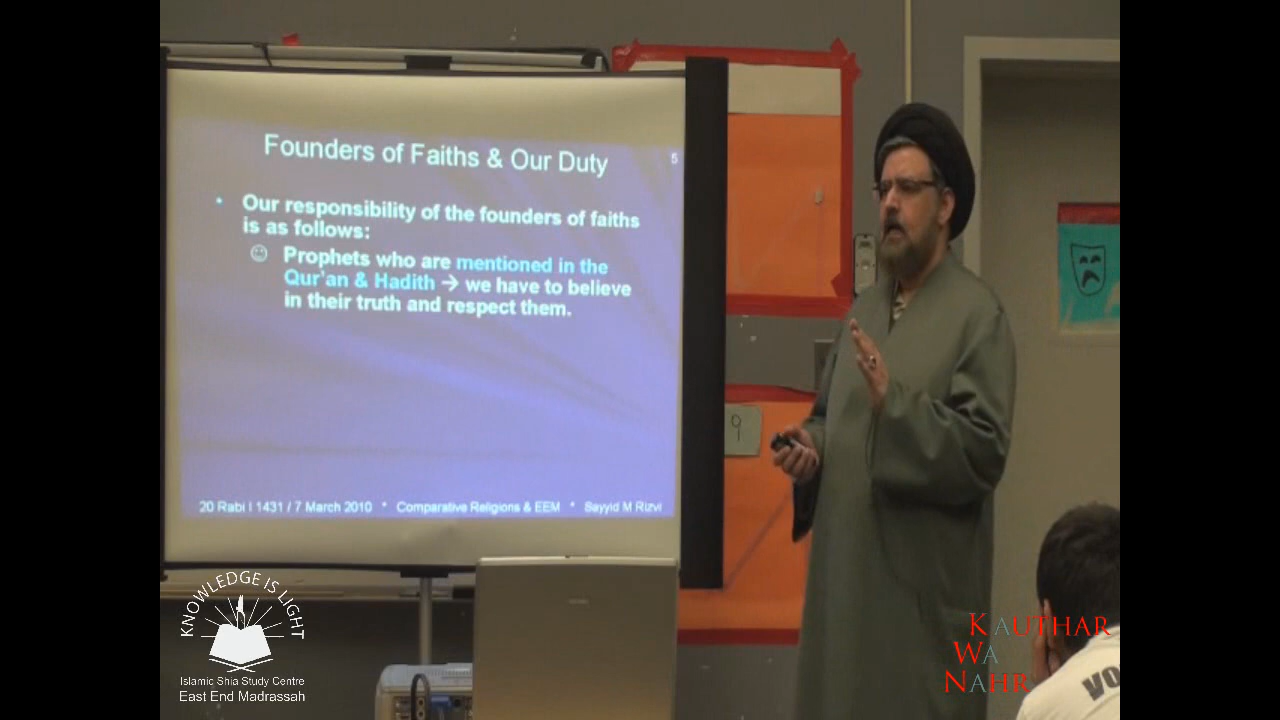 Founders of Faiths & Our Duty
5
• Our responsibility of the founders of faiths
is as follows:
☺ Prophets who are mentioned in the
Qur'an & Hadith → we have to believe
in their truth and respect them.
20 Rabi I 1431 / 7 March 2010 * Comparative Religions & EEM * Sayyid M Rizvi
9
KNOWLEDGE IS LIGHT
Islamic Shia Study Centre
East End Madrassah
KAUTHAR
WA
NAHR
VO